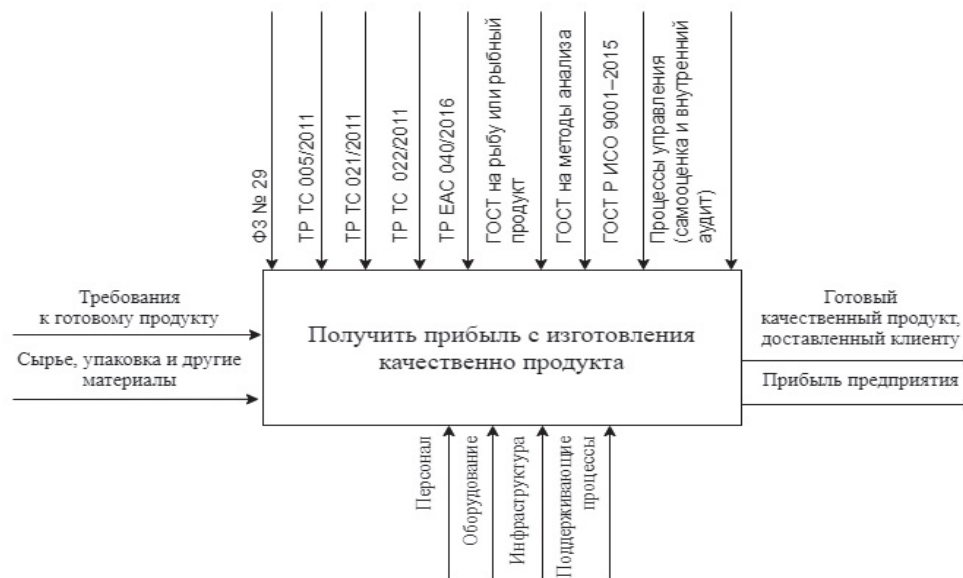 ФЗ № 29
ТР ТС 005/2011
ТР ТС 021/2011
ТР ТС 022/2011
ТР ЕАС 040/2016
ГОСТ на рыбу или рыбный
продукт
ГОСТ на методы анализа
ГОСТ Р ИСО 9001–2015
Процессы управления
(самооценка и внутренний
аудит)
Требования
к готовому продукту
Сырье, упаковка и другие
материалы
Получить прибыль с изготовления
качественно продукта
Готовый
качественный продукт,
доставленный клиенту
Прибыль предприятия
Персонал
Оборудование
Инфраструктура
Поддерживающие
процессы